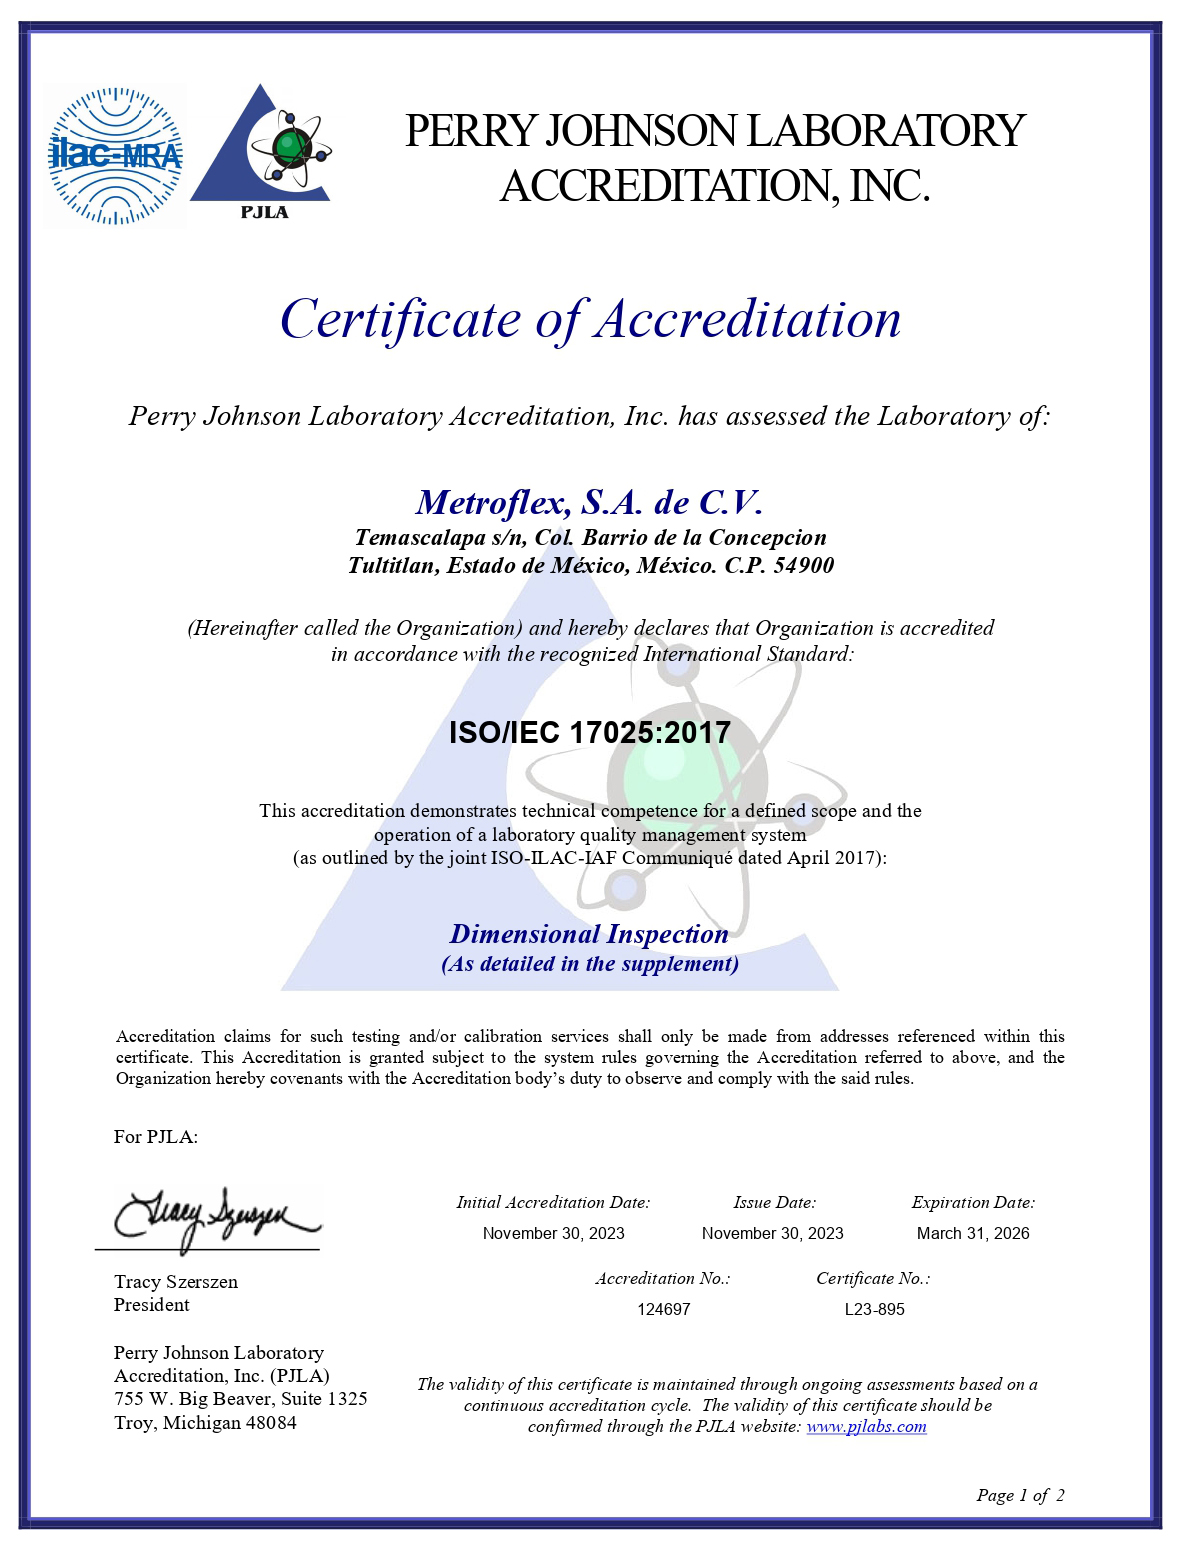 ilac-MRA
PJLA
PERRY JOHNSON LABORATORY
ACCREDITATION, INC.
Certificate of Accreditation
Perry Johnson Laboratory Accreditation, Inc. has assessed the Laboratory of:
Metroflex, S.A. de C.V.
Temascalapa s/n, Col. Barrio de la Concepcion
Tultitlan, Estado de México, México. C.P. 54900
(Hereinafter called the Organization) and hereby declares that Organization is accredited
in accordance with the recognized International Standard:
ISO/IEC 17025:2017
This accreditation demonstrates technical competence for a defined scope and the
operation of a laboratory quality management system
(as outlined by the joint ISO-ILAC-IAF Communiqué dated April 2017):
Dimensional Inspection
(As detailed in the supplement)
Accreditation claims for such testing and/or calibration services shall only be made from addresses referenced within this
certificate. This Accreditation is granted subject to the system rules governing the Accreditation referred to above, and the
Organization hereby covenants with the Accreditation body's duty to observe and comply with the said rules.
For PJLA:
Tracy Szerszen
Tracy Szerszen
President
Perry Johnson Laboratory
Accreditation, Inc. (PJLA)
755 W. Big Beaver, Suite 1325
Troy, Michigan 48084
Initial Accreditation Date: Issue Date: Expiration Date:
November 30, 2023 November 30, 2023 March 31, 2026
Accreditation No.: Certificate No.:
124697 L23-895
The validity of this certificate is maintained through ongoing assessments based on a
continuous accreditation cycle. The validity of this certificate should be
confirmed through the PJLA website: www.pjlabs.com
Page 1 of 2